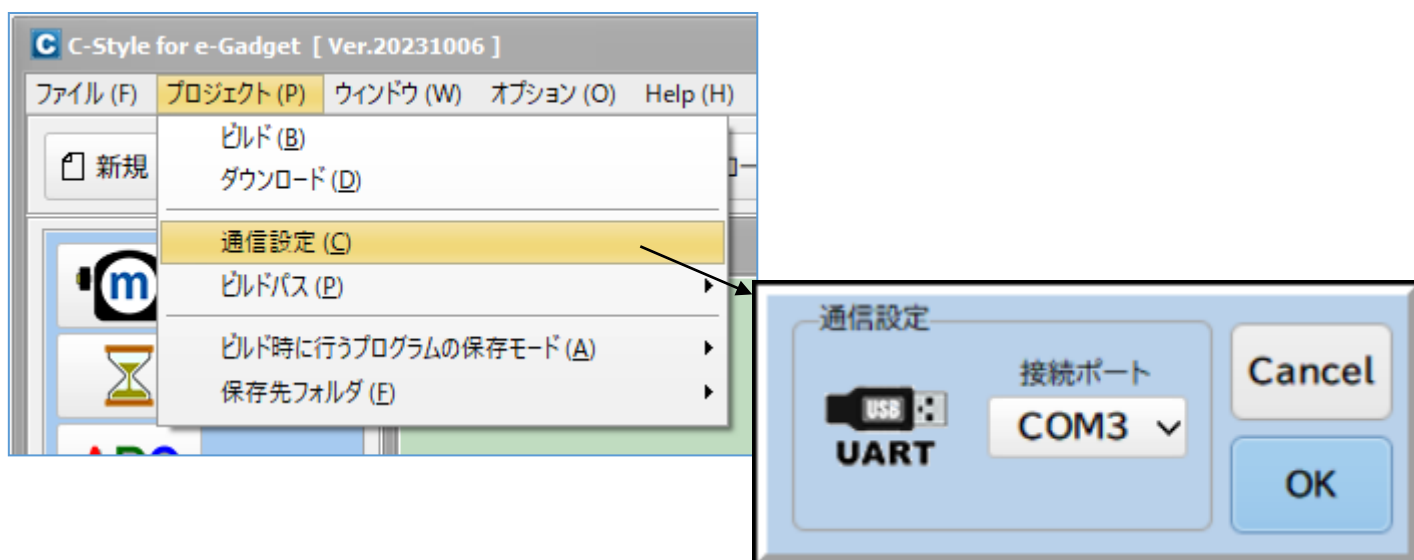 C-Style for e-Gadget [ Ver.20231006 ]
ファイル (F) プロジェクト (P) ウィンドウ (W) オプション (O) Help (H)
新規
ビルド (B)
ダウンロード (D)
通信設定 (C)
ビルドパス (P)
ビルド時に行うプログラムの保存モード (A)
保存先フォルダ (F)
m
通信設定
接続ポート
USB
UART
COM3
Cancel
OK